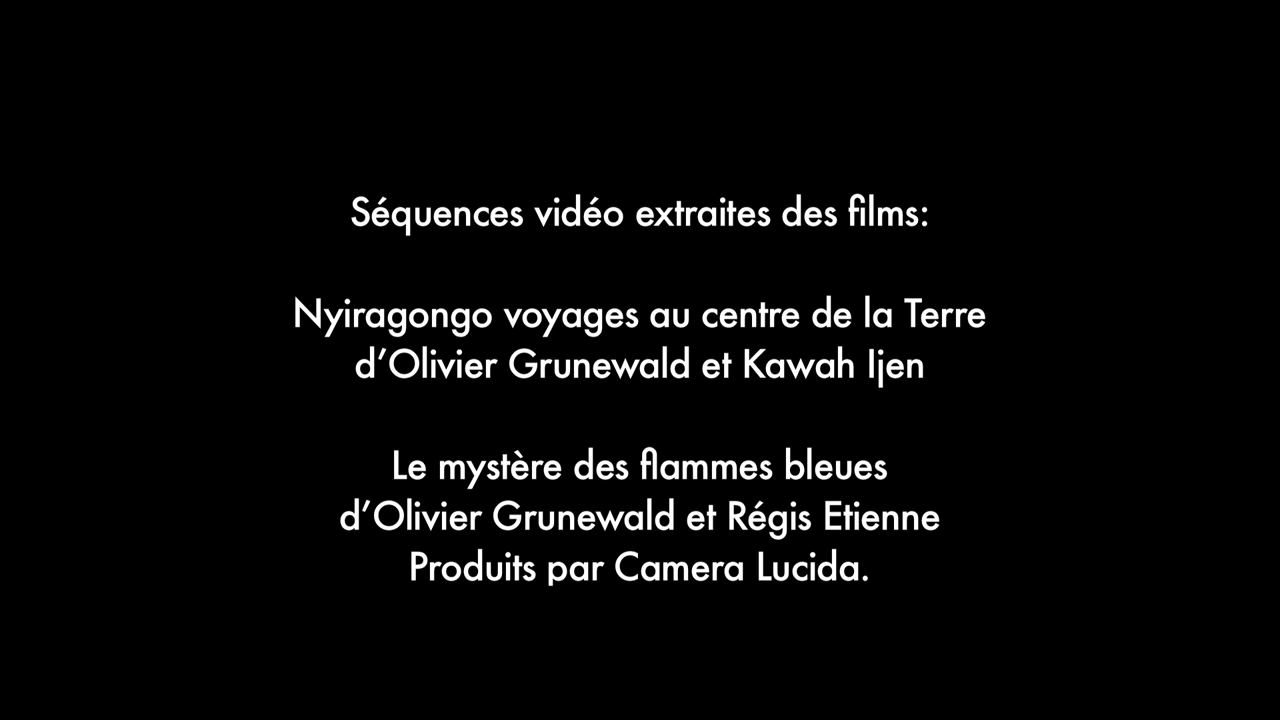 Séquences vidéo extraites des films:
Nyiragongo voyages au centre de la Terre
d’Olivier Grunewald et Kawah Ijen
Le mystère des flammes bleues
d’Olivier Grunewald et Régis Etienne
Produits par Camera Lucida.